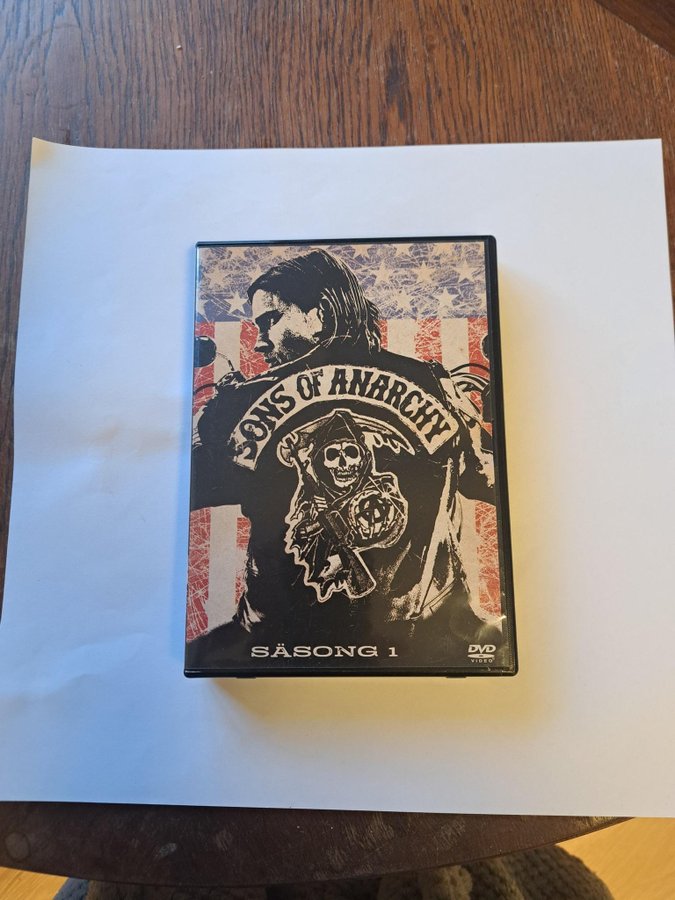 SONS OF ANARCHY
SÄSONG 1
DVD
VIDEO